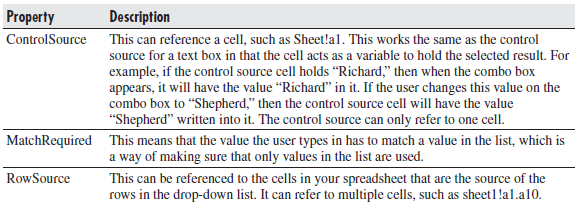 Property Description
ControlSource This can reference a cell, such as Sheet!a1. This works the same as the control
source for a text box in that the cell acts as a variable to hold the selected result. For
example, if the control source cell holds “Richard,” then when the combo box
appears, it will have the value “Richard” in it. If the user changes this value on the
combo box to “Shepherd,” then the control source cell will have the value
“Shepherd” written into it. The control source can only refer to one cell.
MatchRequired This means that the value the user types in has to match a value in the list, which is
a way of making sure that only values in the list are used.
RowSource This can be referenced to the cells in your spreadsheet that are the source of the
rows in the drop-down list. It can refer to multiple cells, such as sheet1!a1.a10.